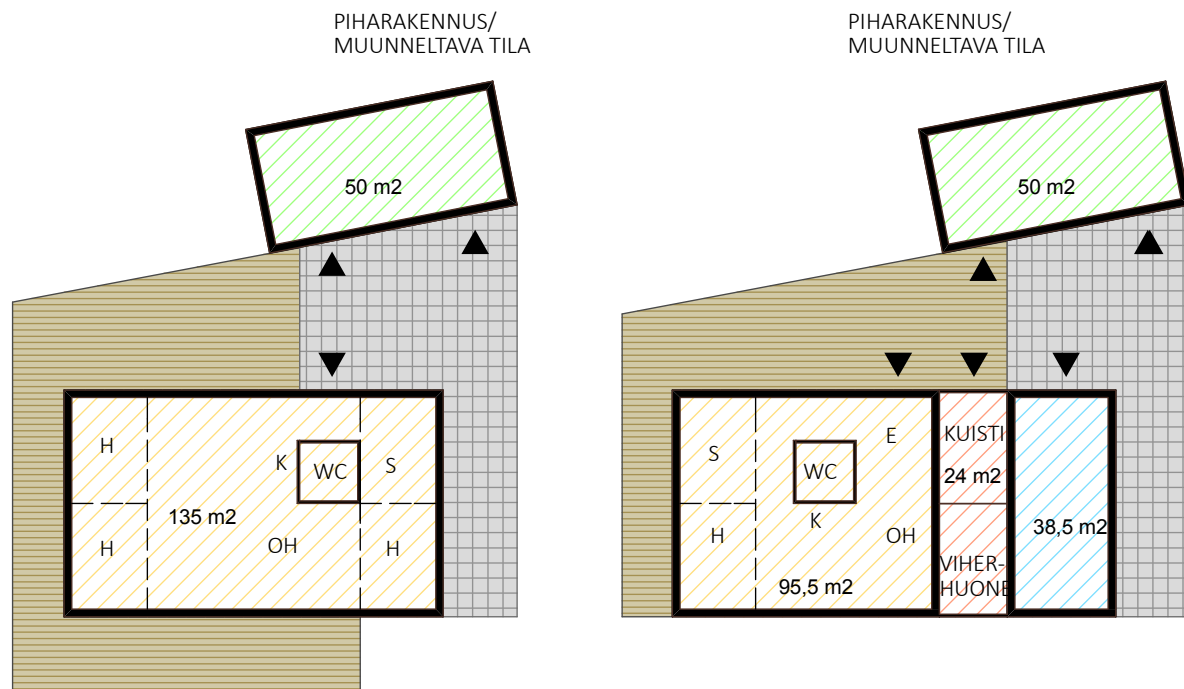 PIHARAKENNUS/
MUUNNELTAVA TILA
50 m2
H
K
WC
S
135 m2
H
OH
H
PIHARAKENNUS/
MUUNNELTAVA TILA
50 m2
S
WC
E
KUISTI
24 m2
H
K
OH
38,5 m2
95,5 m2
VIHER-
HUONE